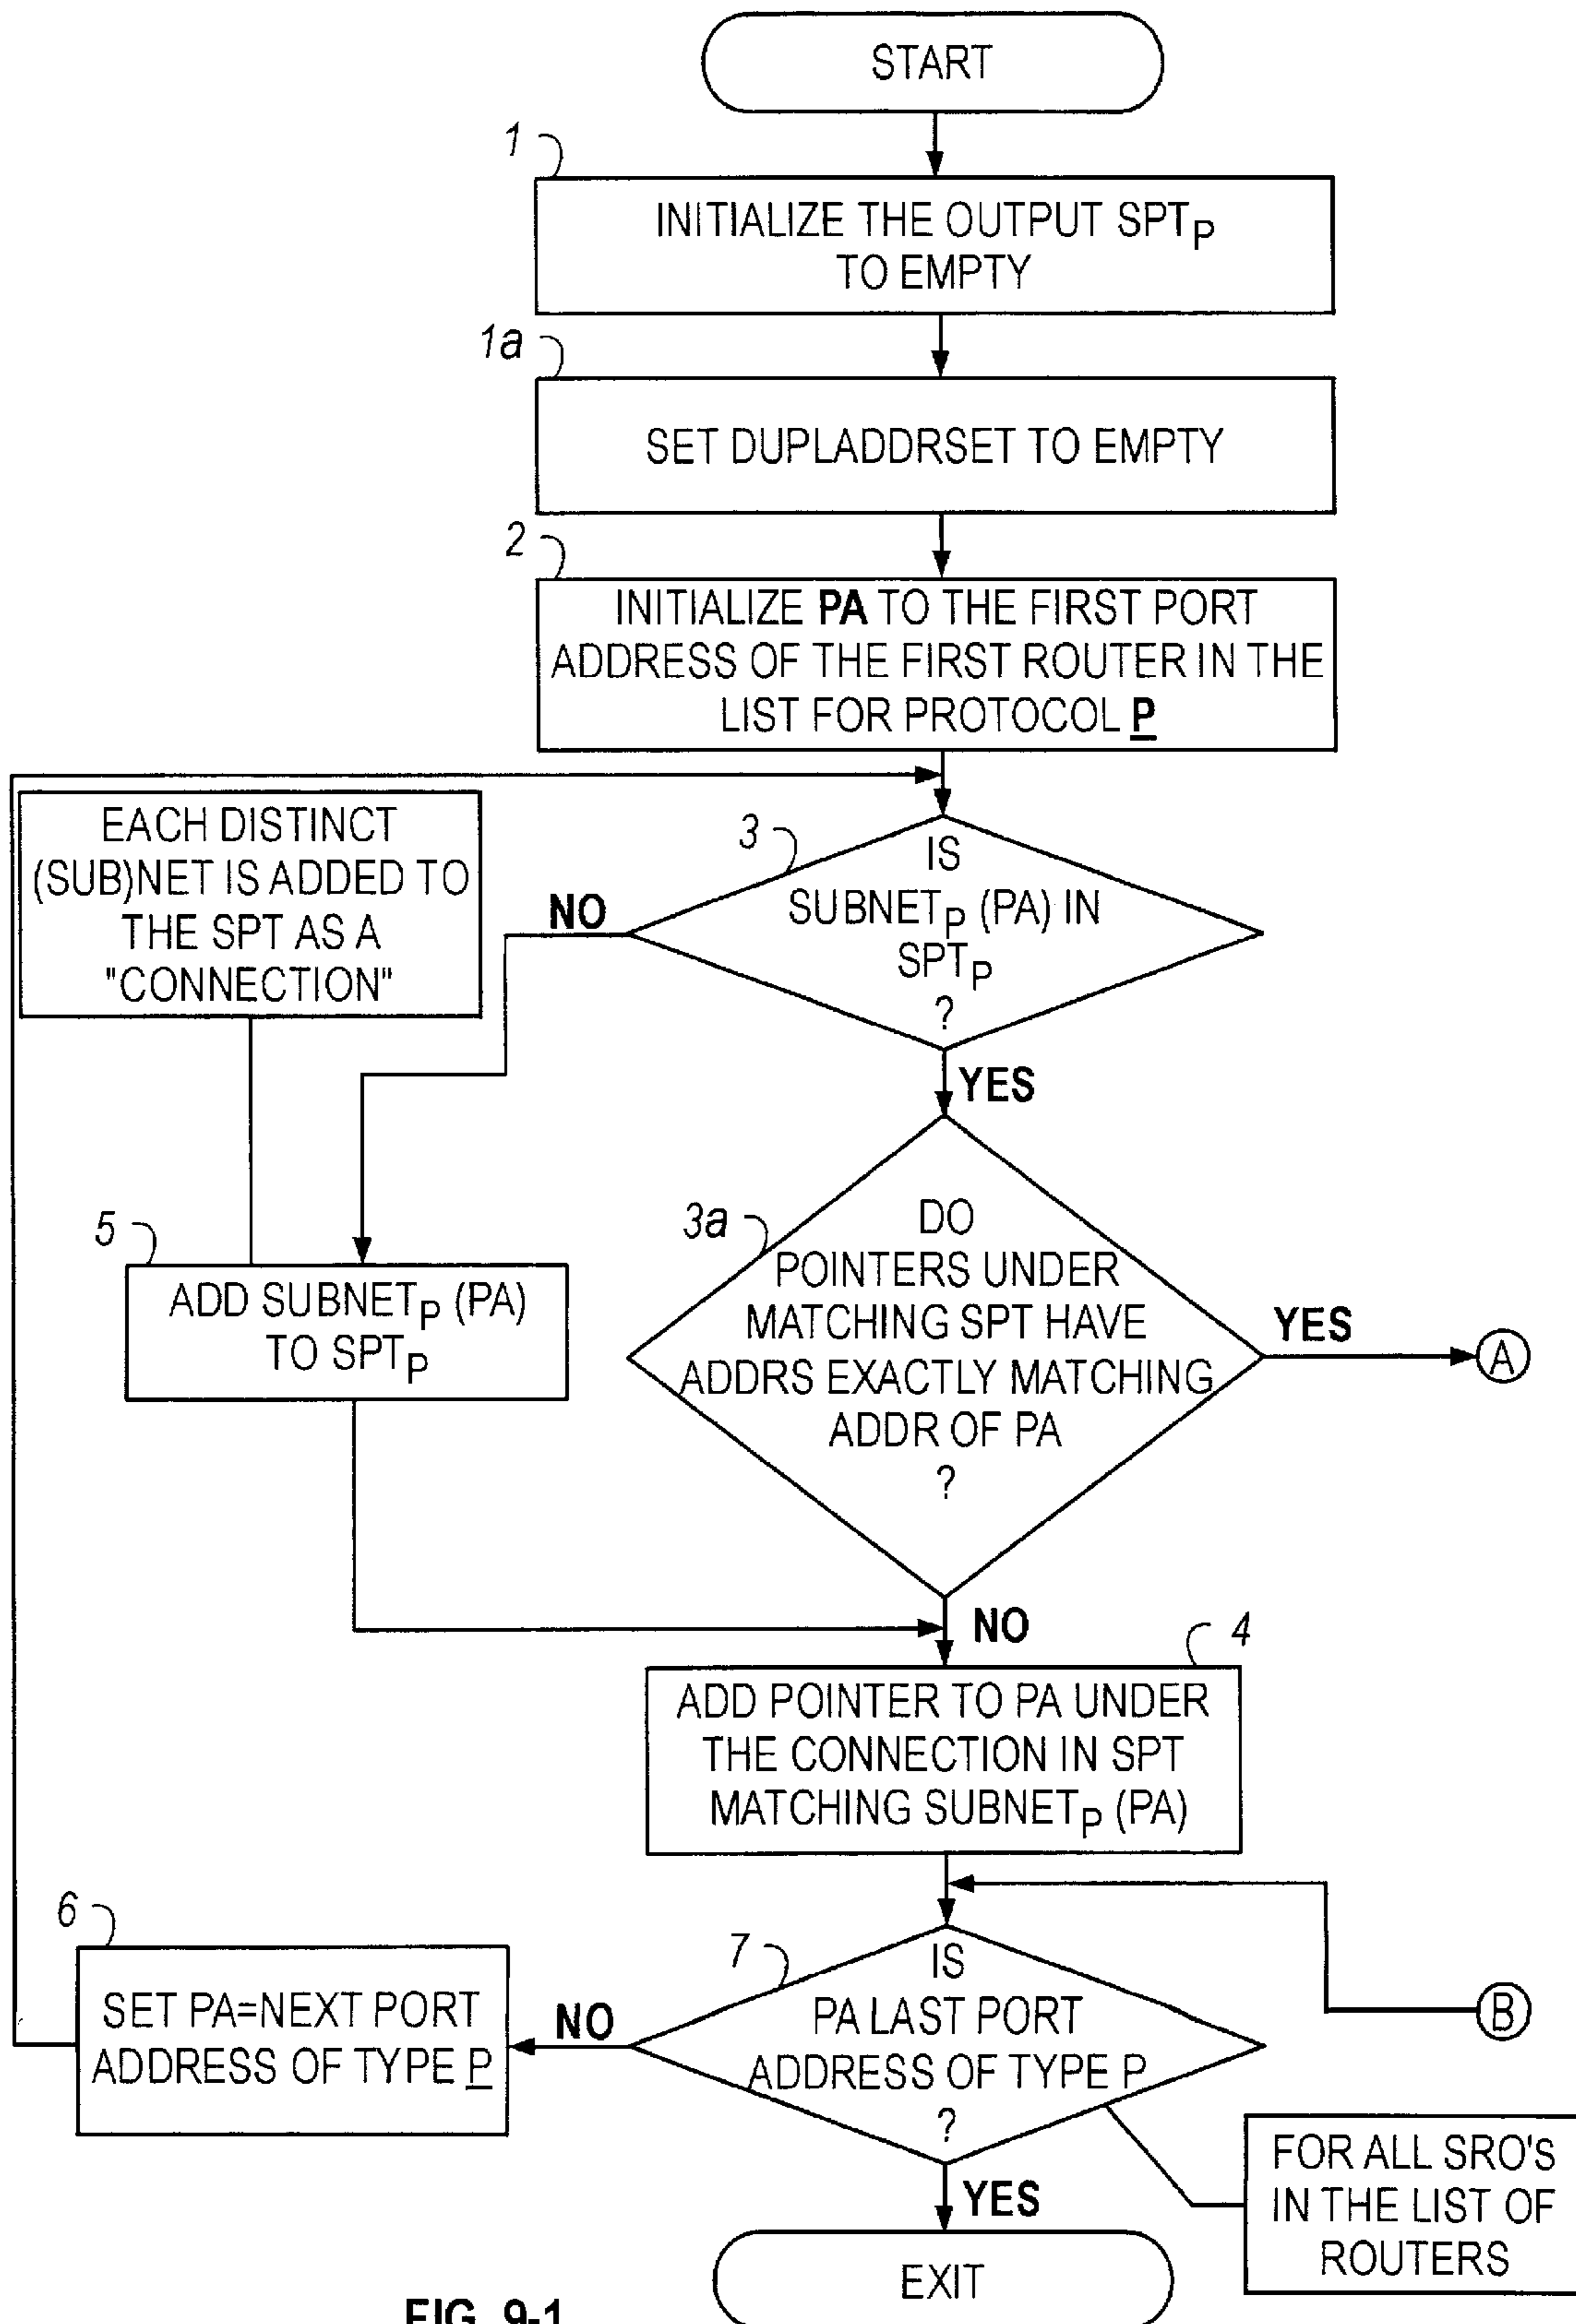 START
1
INITIALIZE THE OUTPUT SPTP
TO EMPTY
1a
SET DUPLADDRSET TO EMPTY
2
INITIALIZE PA TO THE FIRST PORT
ADDRESS OF THE FIRST ROUTER IN THE
LIST FOR PROTOCOL P
EACH DISTINCT
(SUB)NET IS ADDED TO
THE SPT AS A
"CONNECTION"
3
IS
SUBNETP (PA) IN
SPTP
?
NO
YES
5
ADD SUBNETP (PA)
TO SPTP
3a
DO
POINTERS UNDER
MATCHING SPT HAVE
ADDRS EXACTLY MATCHING
ADDR OF PA
?
YES
A
NO
4
ADD POINTER TO PA UNDER
THE CONNECTION IN SPT
MATCHING SUBNETP (PA)
6
SET PA=NEXT PORT
ADDRESS OF TYPE P
NO
7
IS
PA LAST PORT
ADDRESS OF TYPE P
?
B
YES
FOR ALL SRO'S
IN THE LIST OF
ROUTERS
EXIT
FIG. 9-1